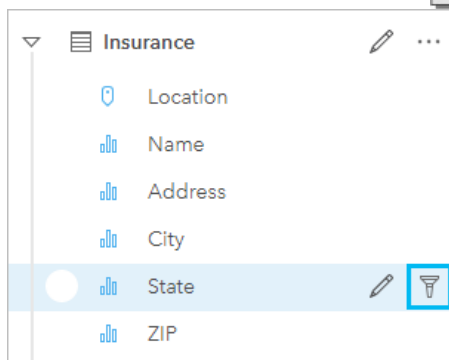 Insurance
Location
Name
Address
City
State
ZIP